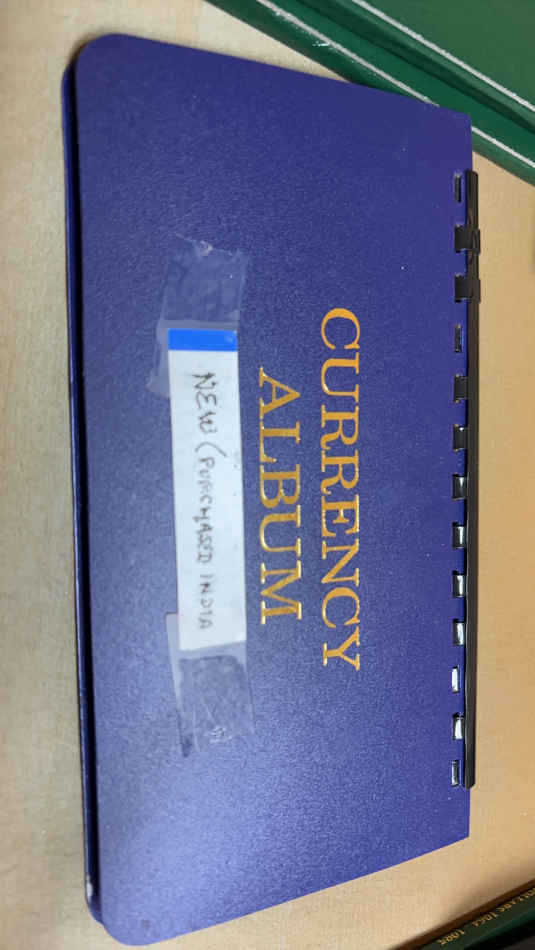 CURRENCY
ALBUM
NEW (PURCHASED INDIA